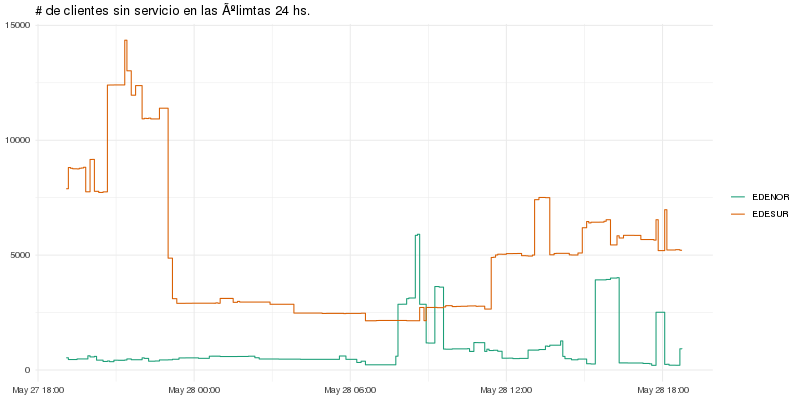 # de clientes sin servicio en las Ãºlimtas 24 hs.
15000
10000
5000
0
May 27 18:00
May 28 00:00
May 28 06:00
May 28 12:00
May 28 18:00
EDENOR
EDESUR